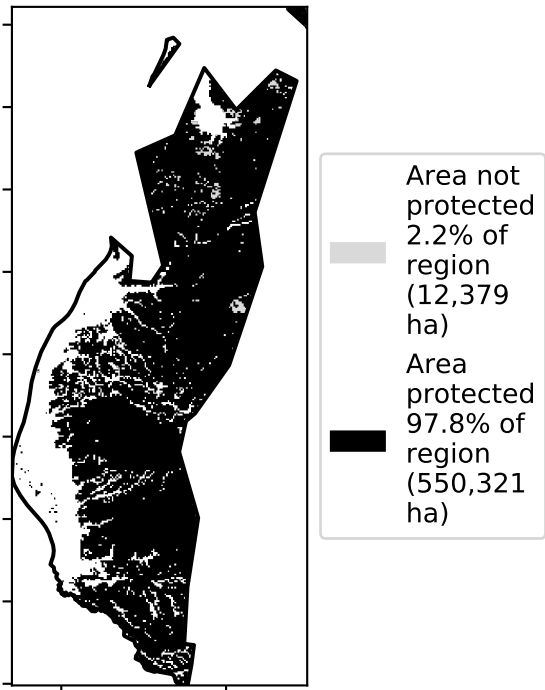 Area not
protected
2.2% of
region
(12,379
ha)
Area
protected
97.8% of
region
(550,321
ha)